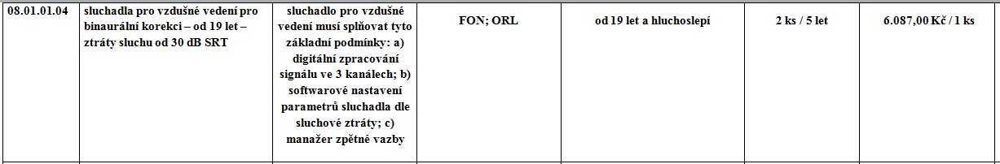 08.01.01.04
sluchadla pro vzdušné vedení pro
binaurální korekci – od 19 let –
ztráty sluchu od 30 dB SRT
sluchadlo pro vzdušné
vedení musí splňovat tyto
základní podmínky: a)
digitální zpracování
signálu ve 3 kanálech; b)
softwarové nastavení
parametrů sluchadla dle
sluchové ztráty; c)
manažer zpětné vazby
FON; ORL
od 19 let a hluchoslepí
2 ks / 5 let
6.087,00 Kč / 1 ks